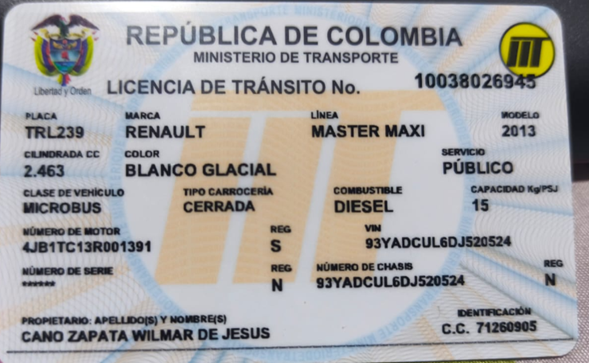 REPÚBLICA DE COLOMBIA
MINISTERIO DE TRANSPORTE
Libertad y Orden
LICENCIA DE TRÁNSITO No. 10038026945
PLACA MARCA LÍNEA MODELO
TRL239 RENAULT MASTER MAXI 2013
CILINDRADA CC COLOR SERVICIO
2.463 BLANCO GLACIAL PÚBLICO
CLASE DE VEHÍCULO TIPO CARROCERÍA COMBUSTIBLE CAPACIDAD Kg/PSJ
MICROBUS CERRADA DIESEL 15
NÚMERO DE MOTOR REG VIN
4JB1TC13R001391 S 93YADCUL6DJ520524
NÚMERO DE SERIE REG NÚMERO DE CHASIS REG
****** N 93YADCUL6DJ520524 N
PROPIETARIO: APELLIDO(S) Y NOMBRE(S) IDENTIFICACIÓN
CANO ZAPATA WILMAR DE JESUS C.C. 71260905